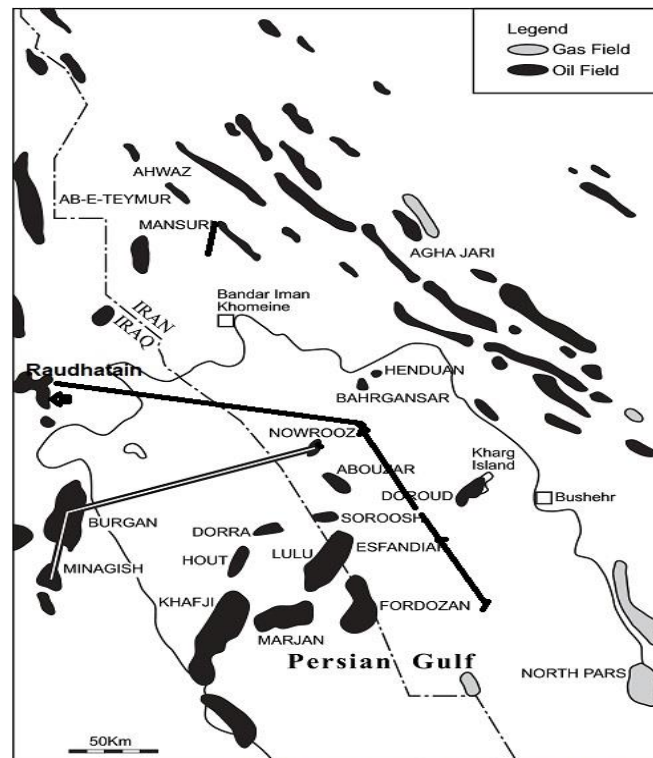 Legend
Gas Field
Oil Field
AHWAZ
AB-E-TEYMUR
MANSURI
AGHA JARI
Bandar Iman
Khomeine
IRAN
IRAQ
Raudhatain
HENDUAN
BAHRGANSAR
NOWROOZ
Kharg
Island
ABOUZAR
DOROUD
Bushehr
BURGAN
SOROOSH
DORRA
ESFANDIAR
LULU
HOUT
MINAGISH
KHAFJI
FORDOZAN
MARJAN
Persian Gulf
NORTH PARS
50Km